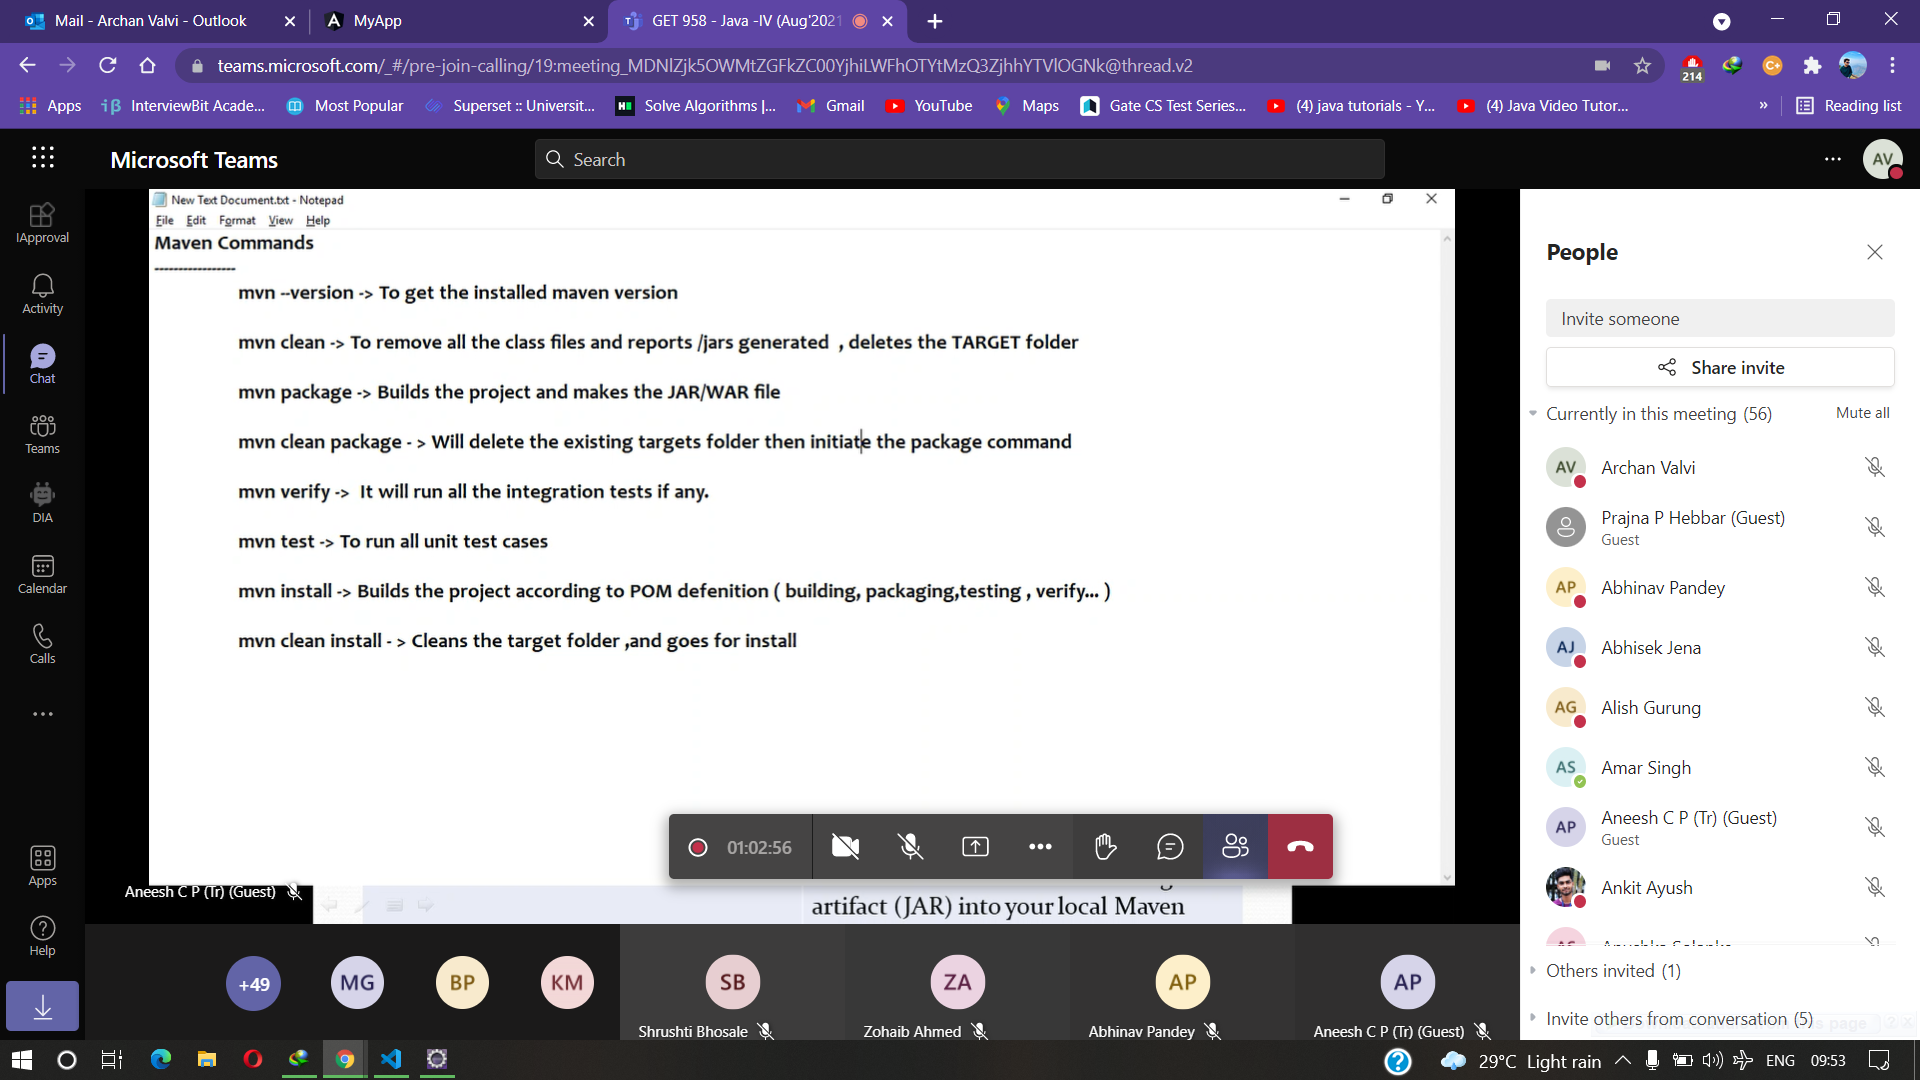 Mail - Archan Valvi - Outlook
MyApp
GET 958 - Java -IV (Aug'2021
teams.microsoft.com/_#/pre-join-calling/19:meeting_MDNlZjk5OWMtZGFkZC00YjhiLWFhOTYtMzQ3ZjhhYTVlOGNk@thread.v2
214
Apps
InterviewBit Acade...
Most Popular
Superset :: Universit...
Solve Algorithms |...
Gmail
YouTube
Maps
Gate CS Test Series...
(4) java tutorials - Y...
(4) Java Video Tutor...
»
Reading list
Microsoft Teams
Search
AV
IApproval
Activity
Chat
Teams
DIA
Calendar
Calls
Apps
Help
New Text Document.txt - Notepad
File Edit Format View Help
Maven Commands
-----------------
mvn --version -> To get the installed maven version
mvn clean -> To remove all the class files and reports /jars generated , deletes the TARGET folder
mvn package -> Builds the project and makes the JAR/WAR file
mvn clean package - > Will delete the existing targets folder then initiate the package command
mvn verify -> It will run all the integration tests if any.
mvn test -> To run all unit test cases
mvn install -> Builds the project according to POM defenition ( building, packaging,testing , verify... )
mvn clean install - > Cleans the target folder ,and goes for install
01:02:56
Aneesh C P (Tr) (Guest)
artifact (JAR) into your local Maven
+49
MG
BP
KM
SB
Shrushti Bhosale
ZA
Zohaib Ahmed
AP
Abhinav Pandey
AP
Aneesh C P (Tr) (Guest)
People
Invite someone
Share invite
Currently in this meeting (56)
Mute all
AV
Archan Valvi
Prajna P Hebbar (Guest)
Guest
AP
Abhinav Pandey
AJ
Abhisek Jena
AG
Alish Gurung
AS
Amar Singh
AP
Aneesh C P (Tr) (Guest)
Guest
Ankit Ayush
Others invited (1)
Invite others from conversation (5)
29°C Light rain
ENG
09:53